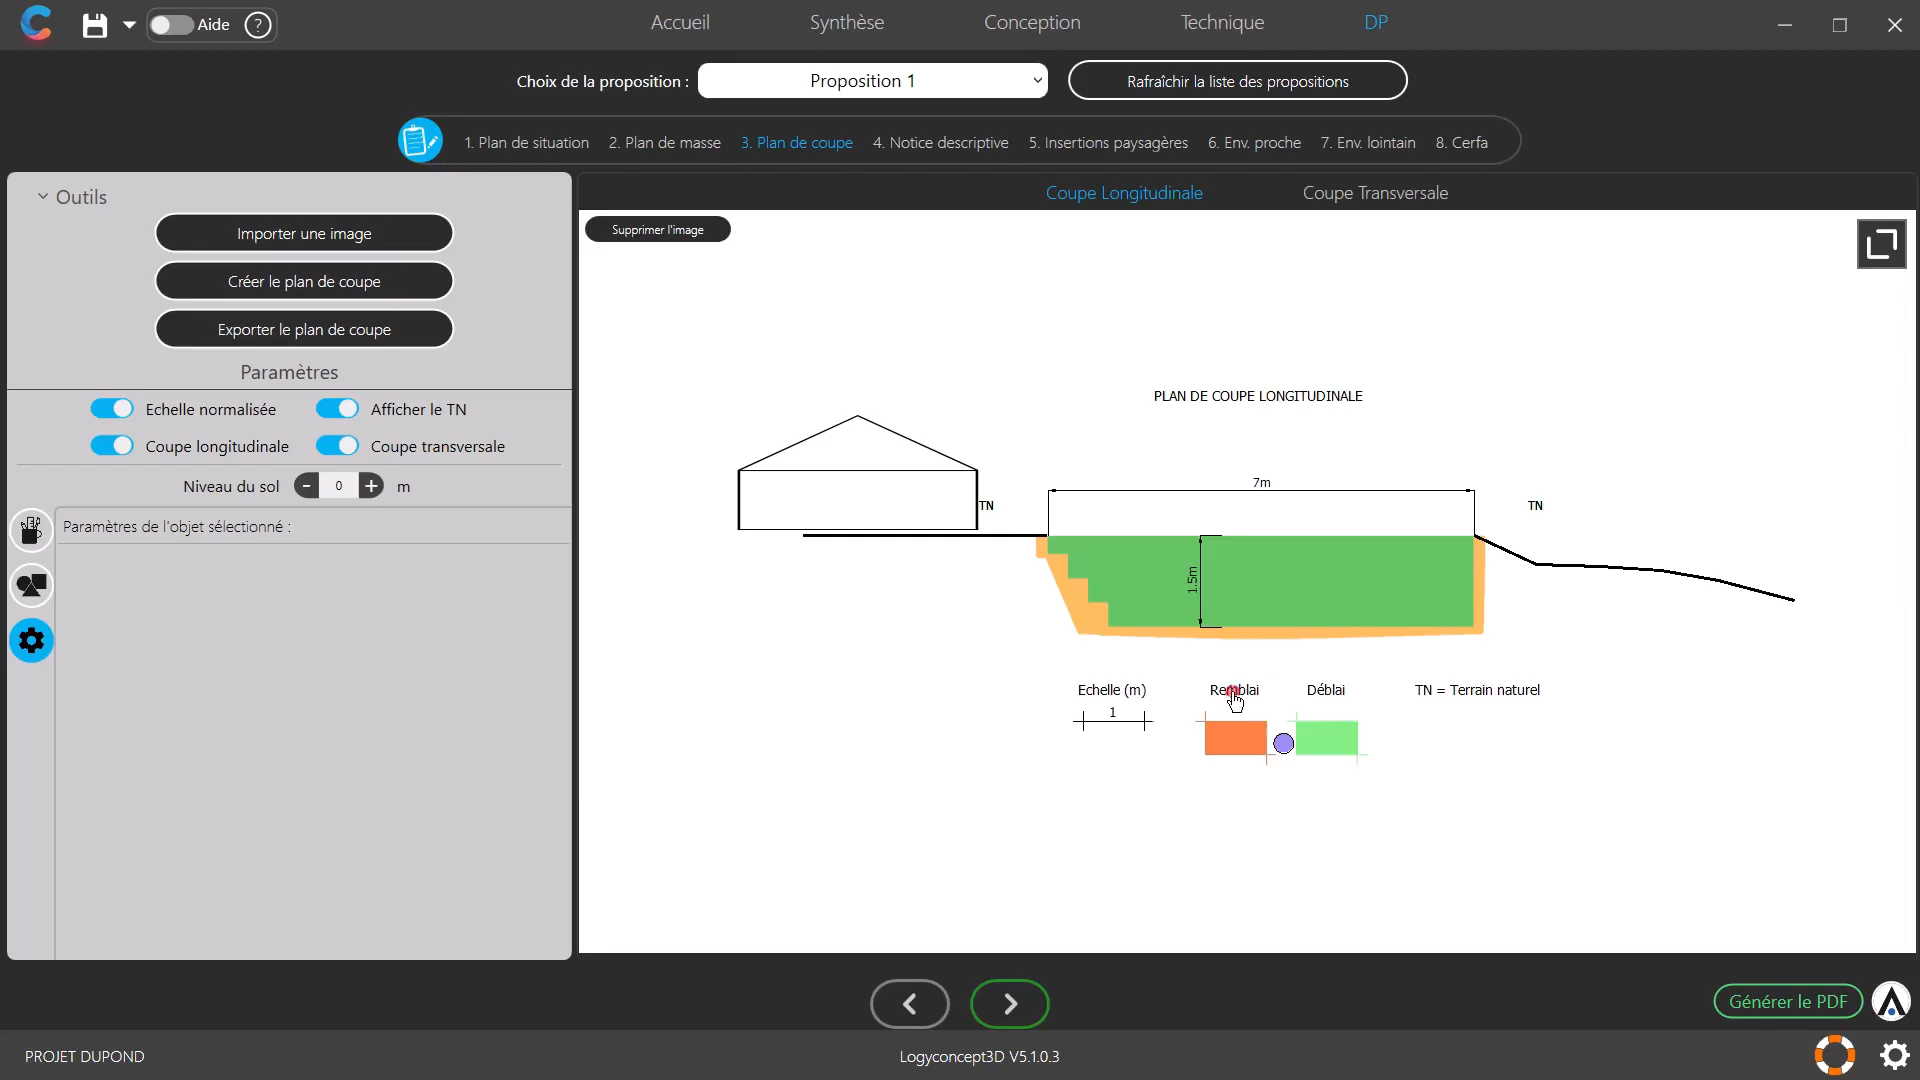 Aide ?
Accueil
Synthèse
Conception
Technique
DP
Choix de la proposition :
Proposition 1
Rafraîchir la liste des propositions
1. Plan de situation
2. Plan de masse
3. Plan de coupe
4. Notice descriptive
5. Insertions paysagères
6. Env. proche
7. Env. lointain
8. Cerfa
Outils
Importer une image
Créer le plan de coupe
Exporter le plan de coupe
Paramètres
Echelle normalisée
Afficher le TN
Coupe longitudinale
Coupe transversale
Niveau du sol - 0 + m
Paramètres de l'objet sélectionné :
Coupe Longitudinale
Coupe Transversale
Supprimer l'image
PLAN DE COUPE LONGITUDINALE
7m
TN
TN
1.5m
Echelle (m)
1
Remblai
Déblai
TN = Terrain naturel
Générer le PDF
PROJET DUPOND
Logyconcept3D V5.1.0.3